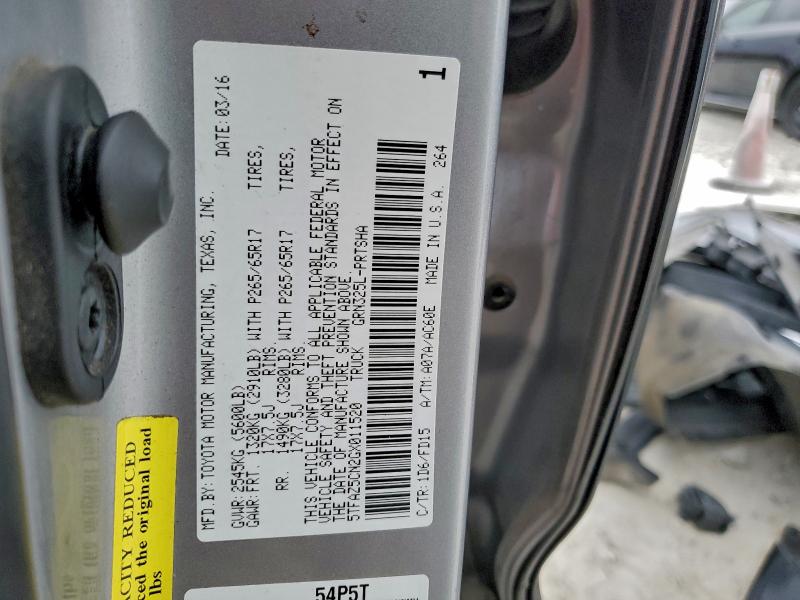 MFD.BY:TOYOTA MOTOR MANUFACTURING, TEXAS, INC. DATE: 03/16
GVWR:2545KG (5600LB)
GAWR:FRT. 1320KG (2910LB) WITH P265/65R17 TIRES,
17X7.5J RIMS.
RR. 1490KG (3280LB) WITH P265/65R17 TIRES,
17X7.5J RIMS.
THIS VEHICLE CONFORMS TO ALL APPLICABLE FEDERAL MOTOR
VEHICLE SAFETY AND THEFT PREVENTION STANDARDS IN EFFECT ON
THE DATE OF MANUFACTURE SHOWN ABOVE.
5TFAZ5CN2GX011520 TRUCK GRN325L-PRTSHA
C/TR:1D6/FD15 A/TM:A07A/AC60E MADE IN U.S.A. 264
1
ACITY REDUCED
ced the original load
lbs
54P5T